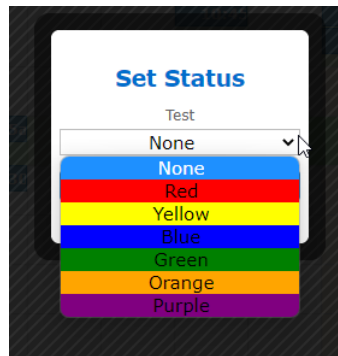 Set Status
Test
None
None
Red
Yellow
Blue
Green
Orange
Purple